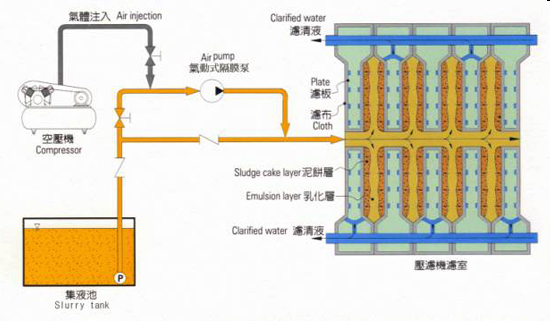 氣體注入 Air injection
Air pump
氣動式隔膜泵
空壓機
Compressor
P
集液池
Slurry tank
Clarified water 濾清液
Plate
濾板
濾布
Cloth
Sludge cake layer 泥餅層
Emulsion layer 乳化層
Clarified water 濾清液
壓濾機濾室